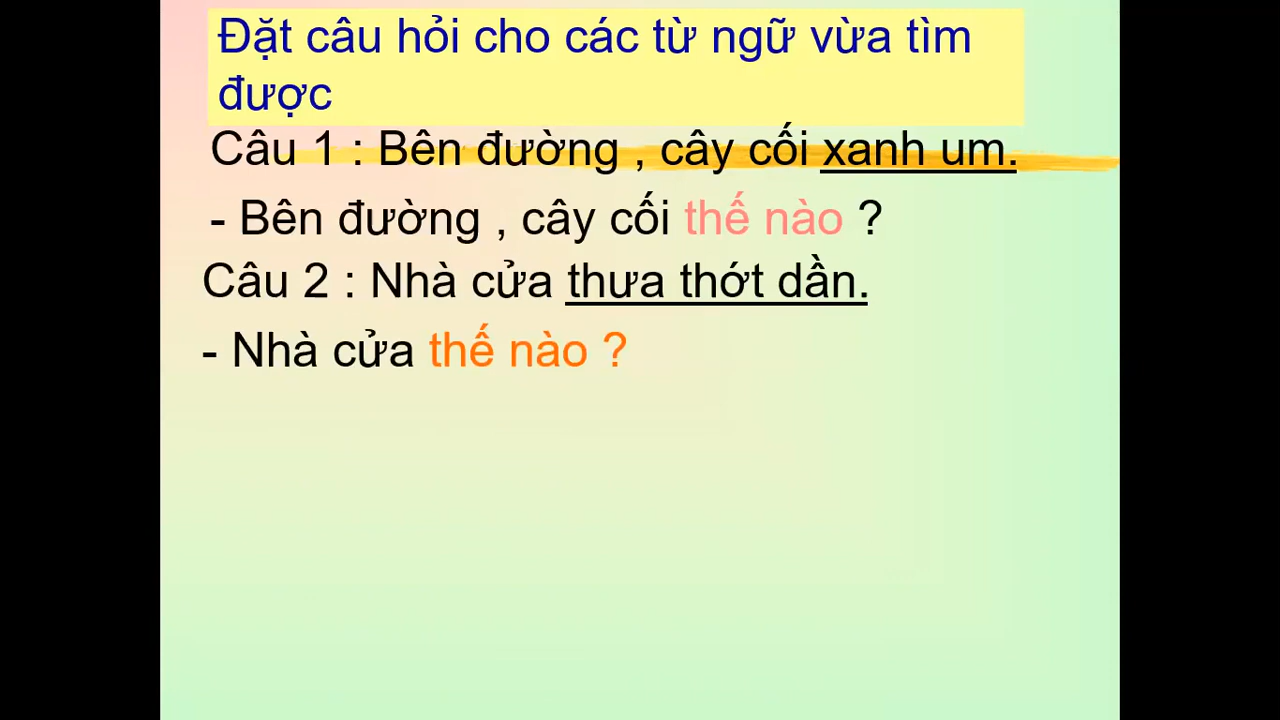 Đặt câu hỏi cho các từ ngữ vừa tìm
được
Câu 1 : Bên đường , cây cối xanh um.
- Bên đường , cây cối thế nào ?
Câu 2 : Nhà cửa thưa thớt dần.
- Nhà cửa thế nào ?